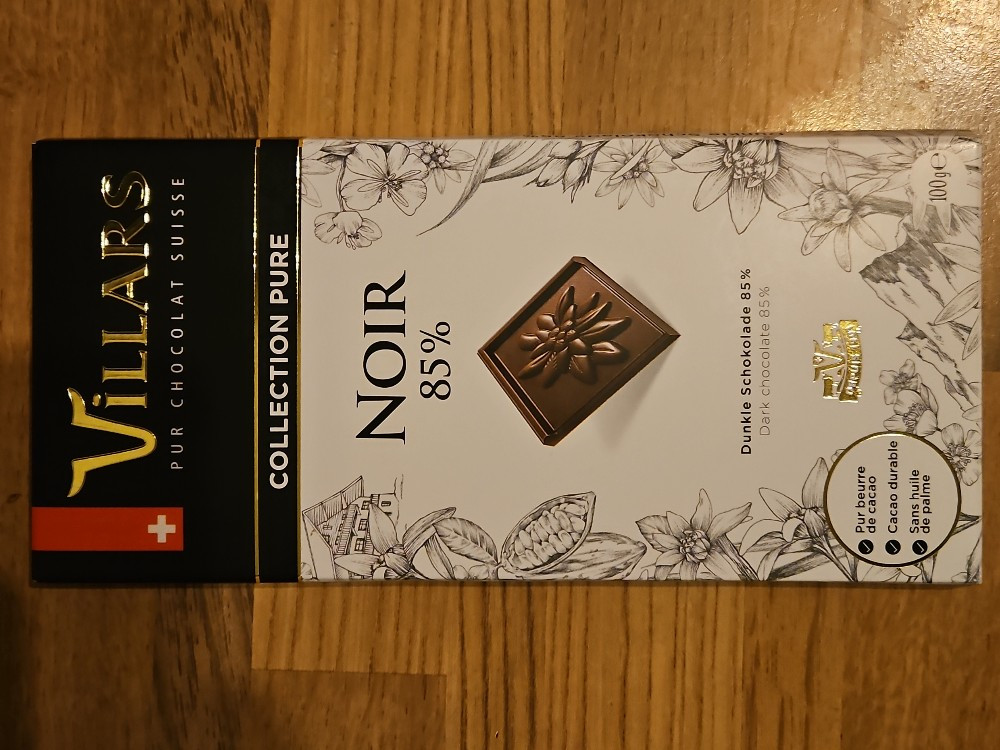 VILLARS
PUR CHOCOLAT SUISSE
COLLECTION PURE
NOIR
85%
Dunkle Schokolade 85%
Dark chocolate 85%
Pur beurre
de cacao
Cacao durable
Sans huile
de palme
100g e